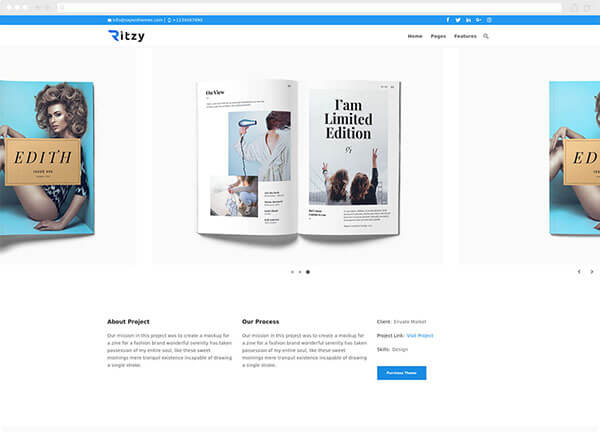 info@sayanthemes.com | +1234567890
Ritzy
Home Pages Features
EDITH
ISSUE #01
On View
I'am
Limited
Edition
EDITH
ISSUE #01
About Project
Our mission in this project was to create a mockup for
a zine for a fashion brand wonderful serenity has taken
possession of my entire soul, like these sweet
mornings mere tranquil existence incapable of drawing
a single stroke.
Our Process
Our mission in this project was to create a mockup for
a zine for a fashion brand wonderful serenity has taken
possession of my entire soul, like these sweet
mornings mere tranquil existence incapable of drawing
a single stroke.
Client: Envato Market
Project Link: Visit Project
Skills: Design
Purchase Theme